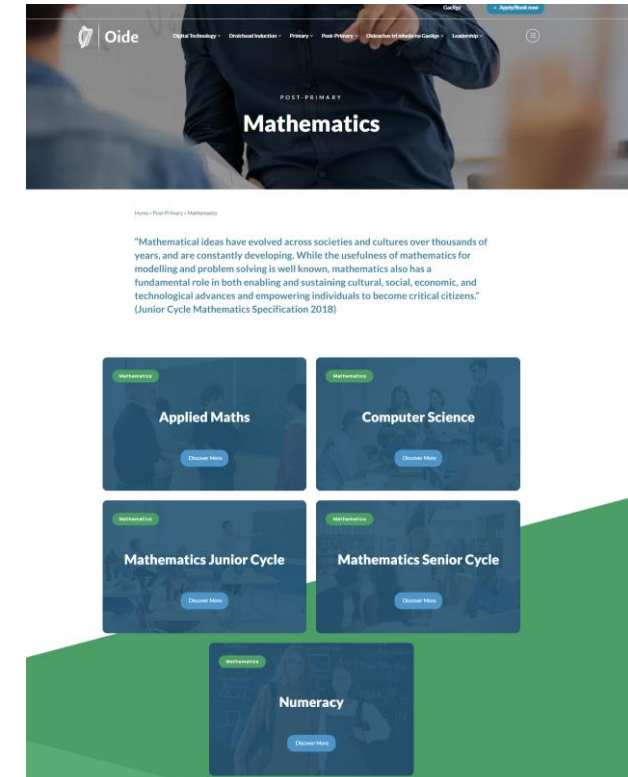 Gaeilge
Apply/Book now
Oide
Digital Technology
Droichead Induction
Primary
Post-Primary
Oideachas trí mheán na Gaeilge
Leadership
POST-PRIMARY
Mathematics
Home » Post-Primary » Mathematics
"Mathematical ideas have evolved across societies and cultures over thousands of
years, and are constantly developing. While the usefulness of mathematics for
modelling and problem solving is well known, mathematics also has a
fundamental role in both enabling and sustaining cultural, social, economic, and
technological advances and empowering individuals to become critical citizens."
(Junior Cycle Mathematics Specification 2018)
Mathematics
Applied Maths
Discover More
Mathematics
Computer Science
Discover More
Mathematics
Mathematics Junior Cycle
Discover More
Mathematics
Mathematics Senior Cycle
Discover More
Mathematics
Numeracy
Discover More